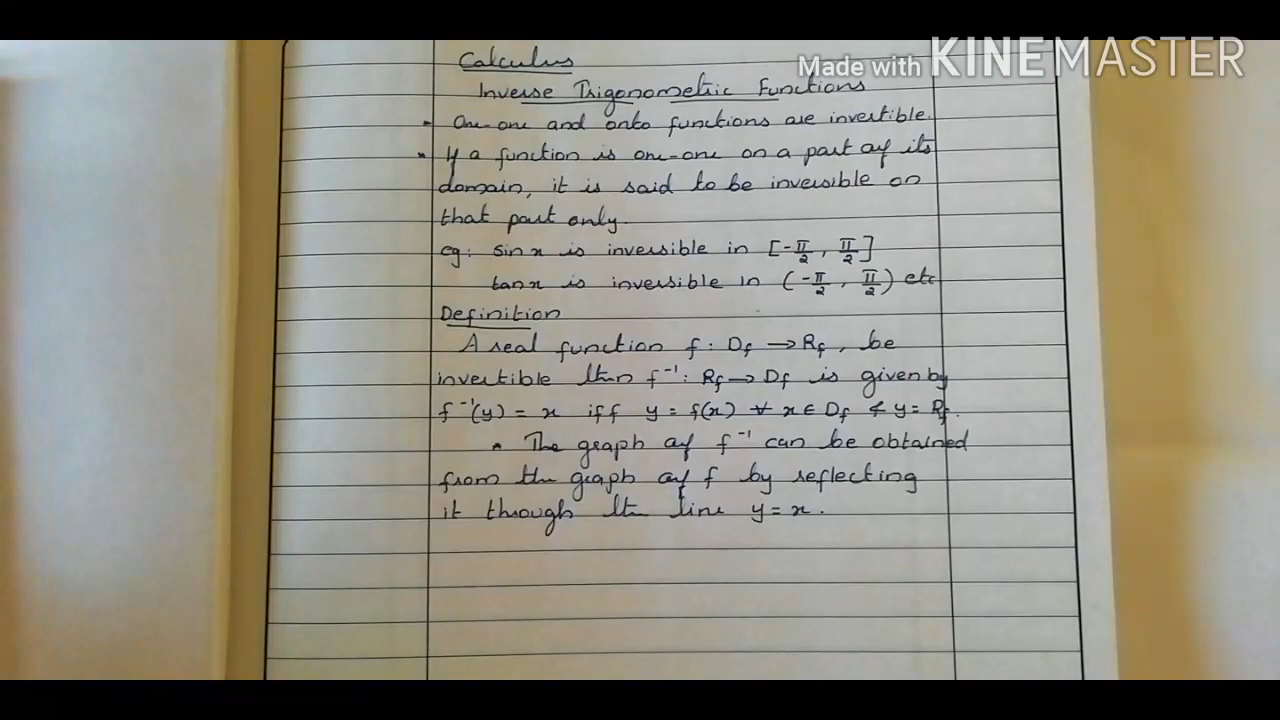 Calculus
Made with KINEMASTER
Inverse Trigonometric Functions
One-one and onto functions are invertible.
If a function is one-one on a part of its
domain, it is said to be inversible on
that part only.
eg: sin x is inversible in [-π/2, π/2]
tan x is inversible in (-π/2, π/2) etc
Definition
A real function f : Df → Rf, be
invertible then f⁻¹: Rf → Df is given by
f⁻¹(y) = x iff y = f(x) ∀ x ∈ Df & y = Rf.
* The graph of f⁻¹ can be obtained
from the graph of f by reflecting
it through the line y = x.